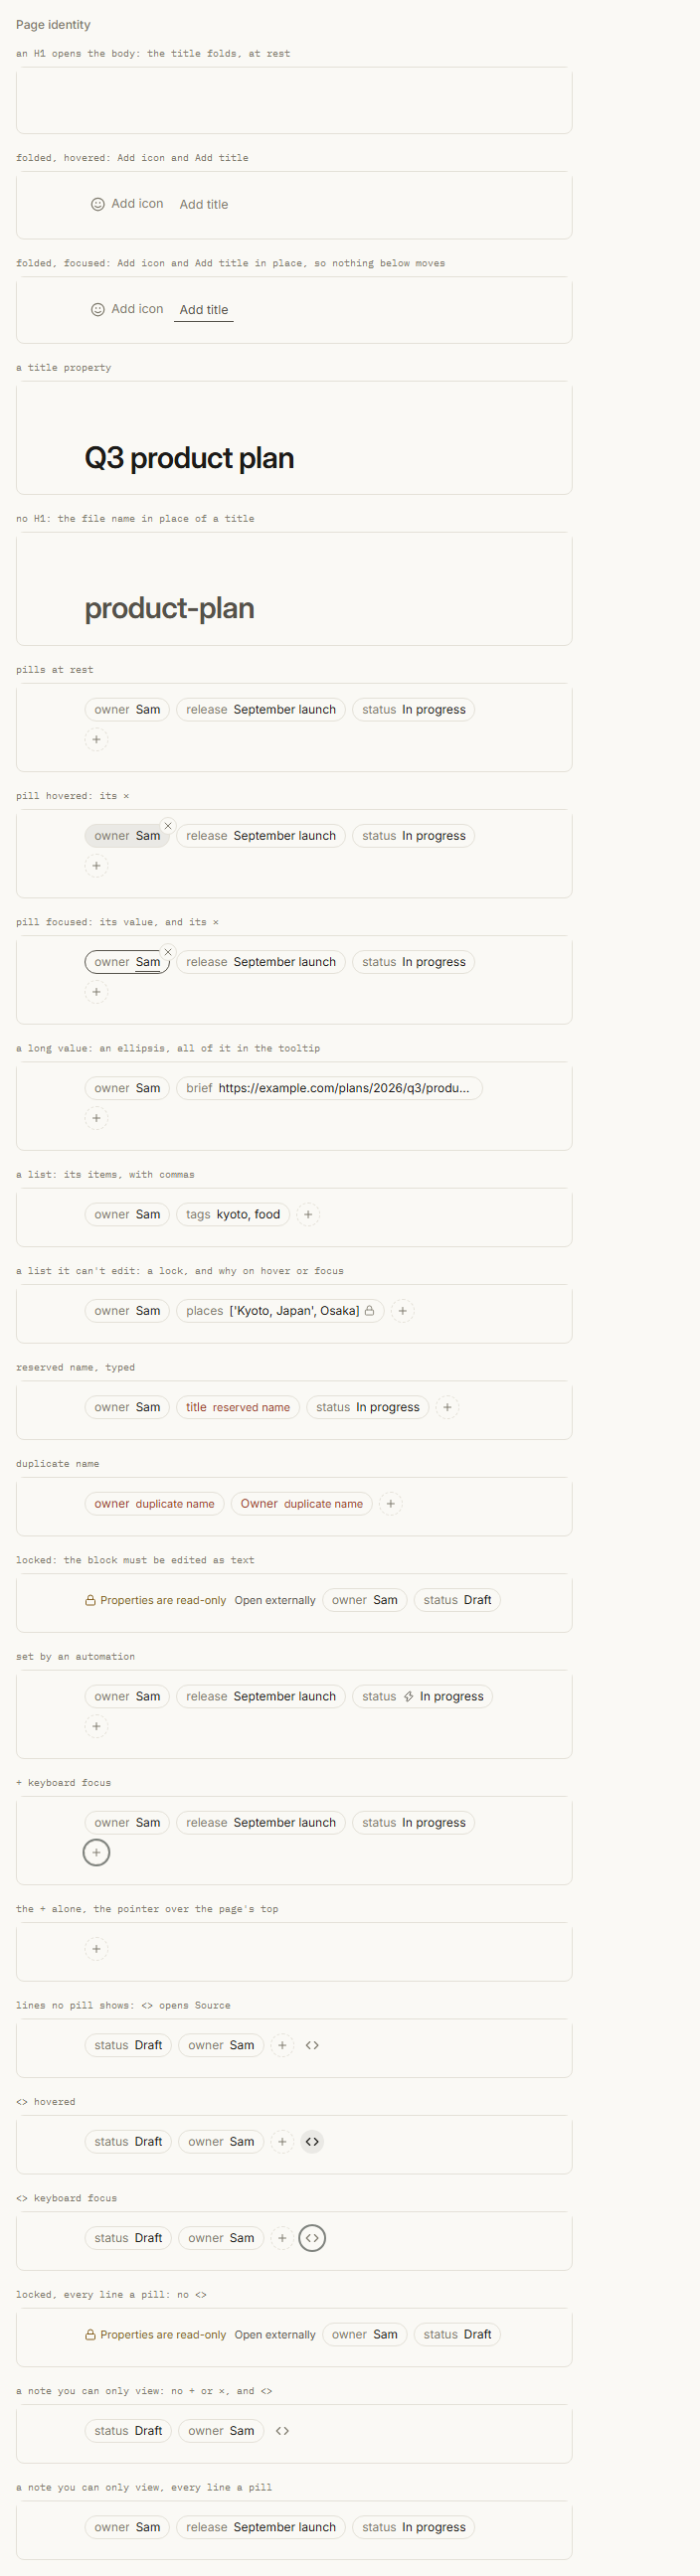 Page identity
an H1 opens the body: the title folds, at rest
folded, hovered: Add icon and Add title
Add icon Add title
folded, focused: Add icon and Add title in place, so nothing below moves
Add icon Add title
a title property
Q3 product plan
no H1: the file name in place of a title
product-plan
pills at rest
owner Sam release September launch status In progress
+
pill hovered: its ×
owner Sam × release September launch status In progress
+
pill focused: its value, and its ×
owner Sam × release September launch status In progress
+
a long value: an ellipsis, all of it in the tooltip
owner Sam brief https://example.com/plans/2026/q3/produ...
+
a list: its items, with commas
owner Sam tags kyoto, food +
a list it can't edit: a lock, and why on hover or focus
owner Sam places ['Kyoto, Japan', Osaka] +
reserved name, typed
owner Sam title reserved name status In progress +
duplicate name
owner duplicate name Owner duplicate name +
locked: the block must be edited as text
Properties are read-only Open externally owner Sam status Draft
set by an automation
owner Sam release September launch status In progress
+
+ keyboard focus
owner Sam release September launch status In progress
+
the + alone, the pointer over the page's top
+
lines no pill shows: <> opens Source
status Draft owner Sam + <>
<> hovered
status Draft owner Sam + <>
<> keyboard focus
status Draft owner Sam + <>
locked, every line a pill: no <>
Properties are read-only Open externally owner Sam status Draft
a note you can only view: no + or ×, and <>
status Draft owner Sam <>
a note you can only view, every line a pill
owner Sam release September launch status In progress